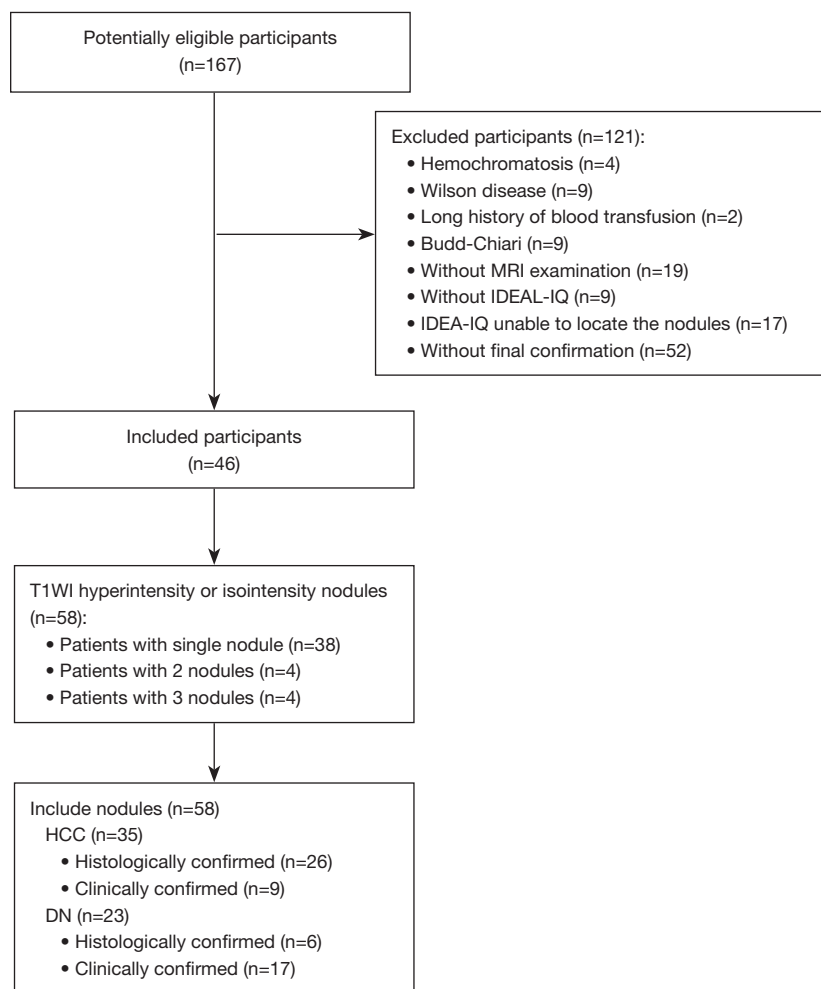 Potentially eligible participants
(n=167)
Excluded participants (n=121):
• Hemochromatosis (n=4)
• Wilson disease (n=9)
• Long history of blood transfusion (n=2)
• Budd-Chiari (n=9)
• Without MRI examination (n=19)
• Without IDEAL-IQ (n=9)
• IDEA-IQ unable to locate the nodules (n=17)
• Without final confirmation (n=52)
Included participants
(n=46)
T1WI hyperintensity or isointensity nodules
(n=58):
• Patients with single nodule (n=38)
• Patients with 2 nodules (n=4)
• Patients with 3 nodules (n=4)
Include nodules (n=58)
HCC (n=35)
• Histologically confirmed (n=26)
• Clinically confirmed (n=9)
DN (n=23)
• Histologically confirmed (n=6)
• Clinically confirmed (n=17)